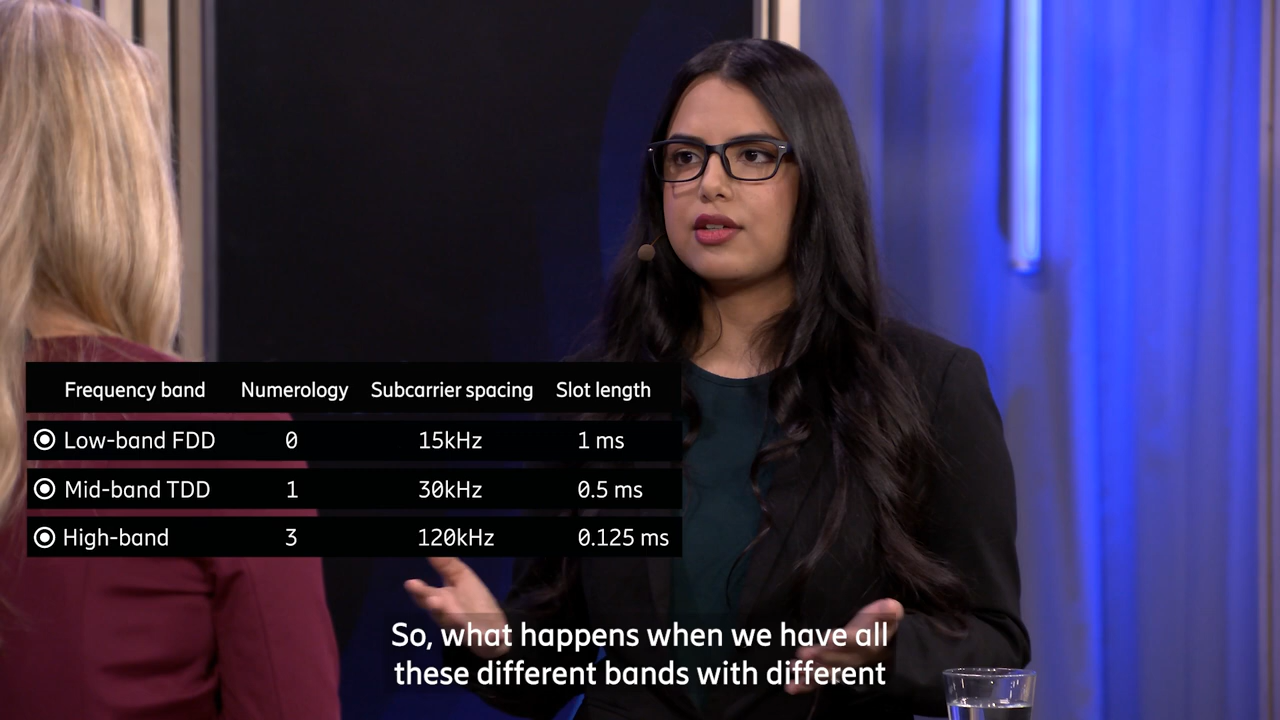 Frequency band Numerology Subcarrier spacing Slot length
Low-band FDD 0 15kHz 1 ms
Mid-band TDD 1 30kHz 0.5 ms
High-band 3 120kHz 0.125 ms
So, what happens when we have all
these different bands with different